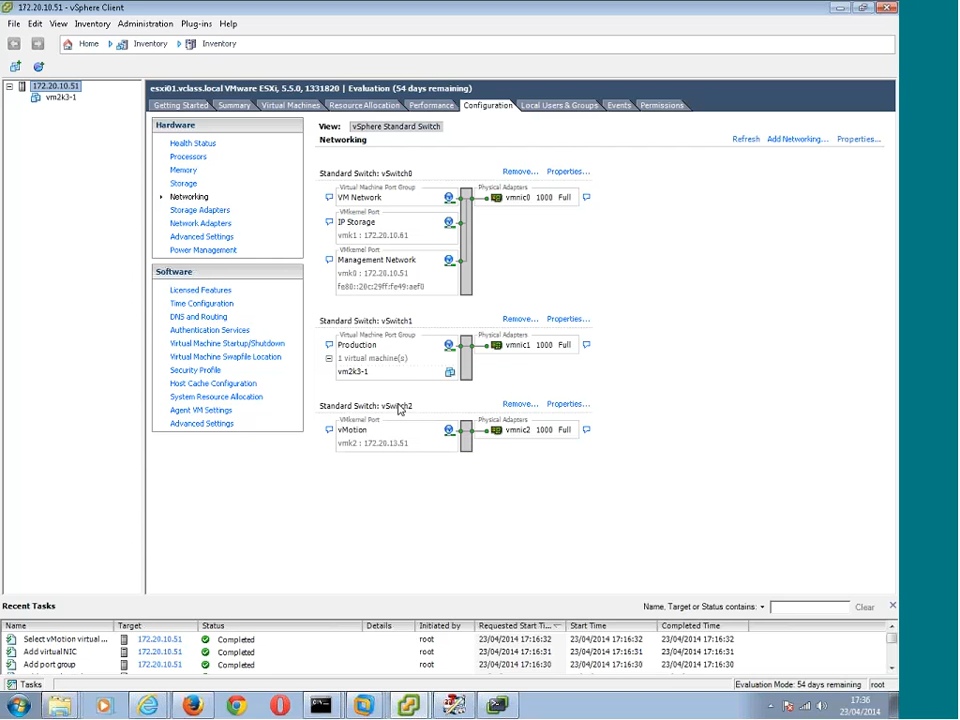 172.20.10.51 - vSphere Client
File Edit View Inventory Administration Plug-ins Help
Home Inventory Inventory
172.20.10.51
vm2k3-1
esxi01.vclass.local VMware ESXi, 5.5.0, 1331820 | Evaluation (54 days remaining)
Getting Started Summary Virtual Machines Resource Allocation Performance Configuration Local Users & Groups Events Permissions
Hardware
Health Status
Processors
Memory
Storage
Networking
Storage Adapters
Network Adapters
Advanced Settings
Power Management
Software
Licensed Features
Time Configuration
DNS and Routing
Authentication Services
Virtual Machine Startup/Shutdown
Virtual Machine Swapfile Location
Security Profile
Host Cache Configuration
System Resource Allocation
Agent VM Settings
Advanced Settings
View: vSphere Standard Switch
Networking
Refresh Add Networking... Properties...
Standard Switch: vSwitch0 Remove... Properties...
Virtual Machine Port Group Physical Adapters
VM Network vmnic0 1000 Full
VMkernel Port
IP Storage
vmk1 : 172.20.10.61
VMkernel Port
Management Network
vmk0 : 172.20.10.51
fe80::20c:29ff:fe49:aef0
Standard Switch: vSwitch1 Remove... Properties...
Virtual Machine Port Group Physical Adapters
Production vmnic1 1000 Full
1 virtual machine(s)
vm2k3-1
Standard Switch: vSwitch2 Remove... Properties...
VMkernel Port Physical Adapters
vMotion vmnic2 1000 Full
vmk2 : 172.20.13.51
Recent Tasks Name, Target or Status contains: Clear
Name Target Status Details Initiated by Requested Start Ti... Start Time Completed Time
Select vMotion virtual ... 172.20.10.51 Completed root 23/04/2014 17:16:32 23/04/2014 17:16:32 23/04/2014 17:16:32
Add virtual NIC 172.20.10.51 Completed root 23/04/2014 17:16:31 23/04/2014 17:16:31 23/04/2014 17:16:31
Add port group 172.20.10.51 Completed root 23/04/2014 17:16:30 23/04/2014 17:16:30 23/04/2014 17:16:30
Tasks Evaluation Mode: 54 days remaining root
17:36
23/04/2014